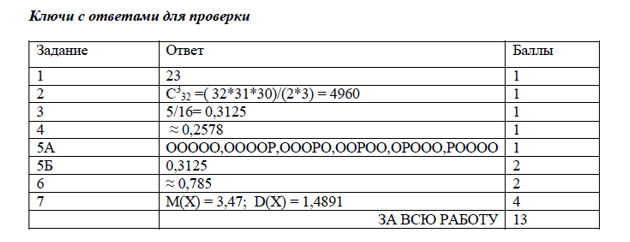 Ключи с ответами для проверки
Задание Ответ Баллы
1 23 1
2 С³₃₂ =( 32*31*30)/(2*3) = 4960 1
3 5/16= 0,3125 1
4 ≈ 0,2578 1
5А ООООО,ООООР,ОООРО,ООРОО,ОРООО,РОООО 1
5Б 0,3125 2
6 ≈ 0,785 2
7 М(Х) = 3,47; D(X) = 1,4891 4
ЗА ВСЮ РАБОТУ 13